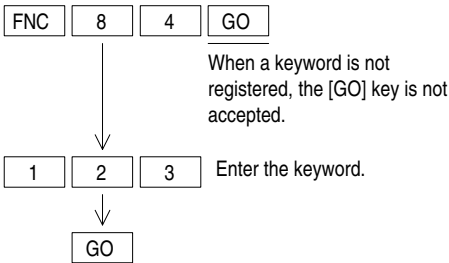 FNC 8 4 GO
When a keyword is not
registered, the [GO] key is not
accepted.
1 2 3 Enter the keyword.
GO